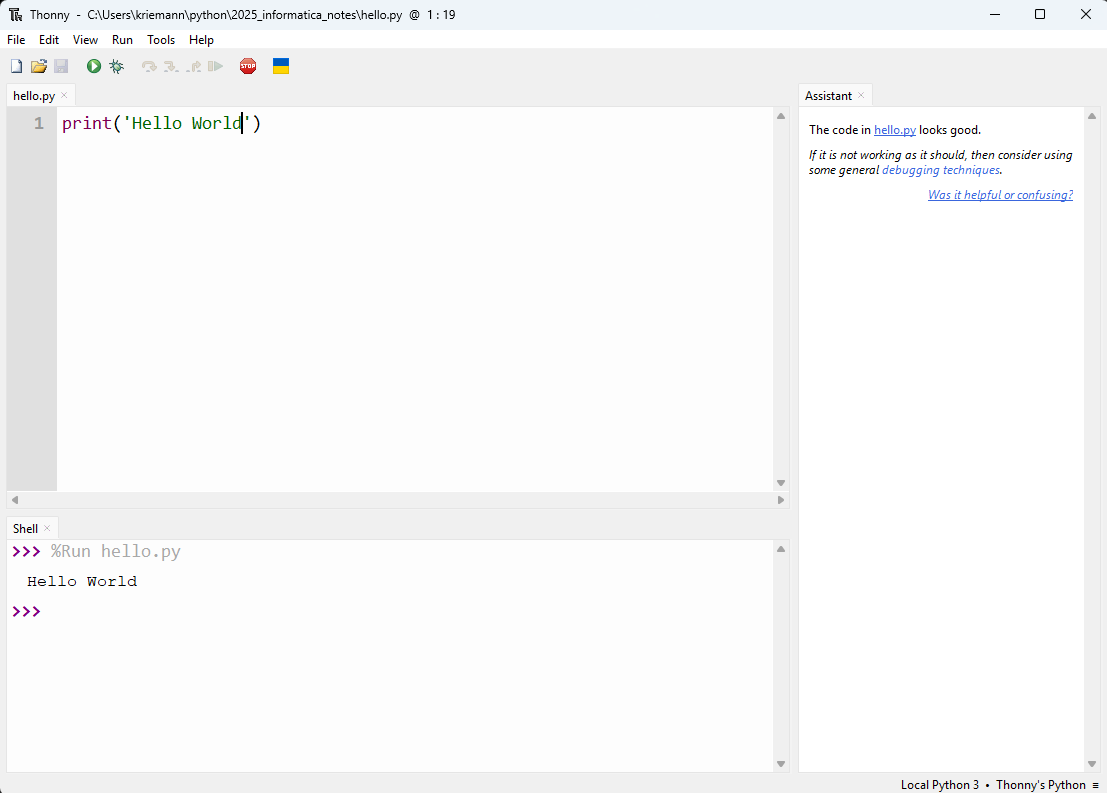 Thonny - C:\Users\kriemann\python\2025_informatica_notes\hello.py @ 1 : 19
File Edit View Run Tools Help
STOP
hello.py ×
1 print('Hello World')
Assistant ×
The code in hello.py looks good.
If it is not working as it should, then consider using
some general debugging techniques.
Was it helpful or confusing?
Shell ×
>>> %Run hello.py
Hello World
>>>
Local Python 3 • Thonny's Python ≡